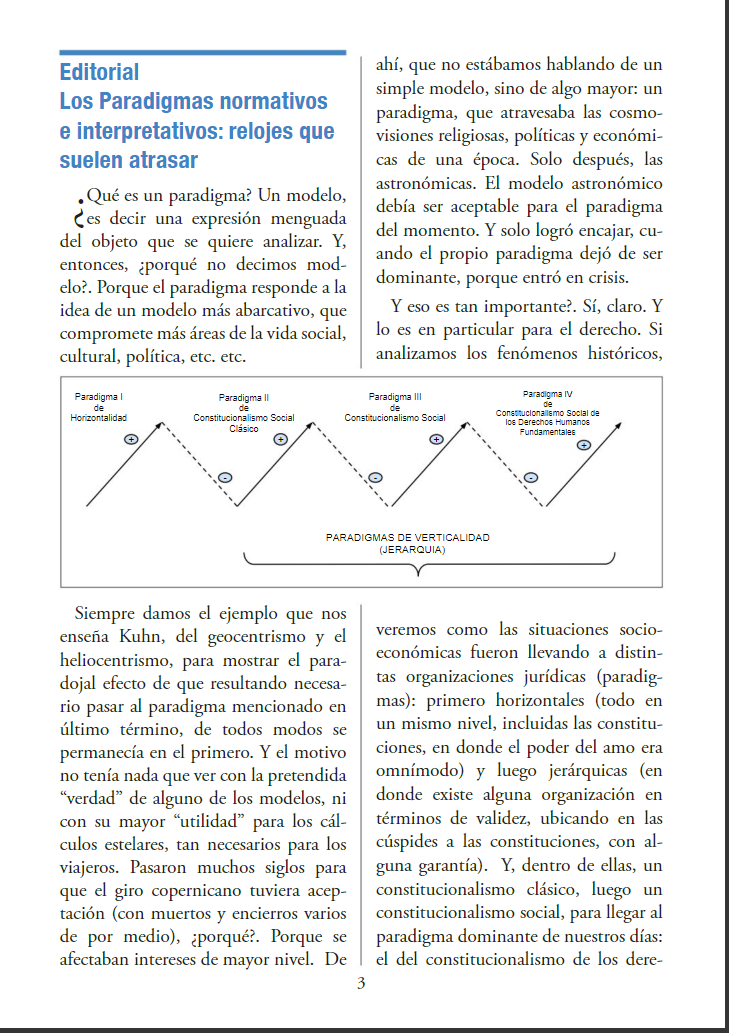 Editorial
Los Paradigmas normativos
e interpretativos: relojes que
suelen atrasar
¿Qué es un paradigma? Un modelo,
es decir una expresión menguada
del objeto que se quiere analizar. Y,
entonces, ¿porqué no decimos mod-
elo?. Porque el paradigma responde a la
idea de un modelo más abarcativo, que
compromete más áreas de la vida social,
cultural, política, etc. etc.
ahí, que no estábamos hablando de un
simple modelo, sino de algo mayor: un
paradigma, que atravesaba las cosmo-
visiones religiosas, políticas y económi-
cas de una época. Solo después, las
astronómicas. El modelo astronómico
debía ser aceptable para el paradigma
del momento. Y solo logró encajar, cu-
ando el propio paradigma dejó de ser
dominante, porque entró en crisis.
Y eso es tan importante?. Sí, claro. Y
lo es en particular para el derecho. Si
analizamos los fenómenos históricos,
Paradigma I
de
Horizontalidad
Paradigma II
de
Constitucionalismo Social
Clásico
Paradigma III
de
Constitucionalismo Social
Paradigma IV
de
Constitucionalismo Social de
los Derechos Humanos
Fundamentales
+
-
+
-
+
-
+
PARADIGMAS DE VERTICALIDAD
(JERARQUIA)
Siempre damos el ejemplo que nos
enseña Kuhn, del geocentrismo y el
heliocentrismo, para mostrar el para-
dojal efecto de que resultando necesa-
rio pasar al paradigma mencionado en
último término, de todos modos se
permanecía en el primero. Y el motivo
no tenía nada que ver con la pretendida
“verdad” de alguno de los modelos, ni
con su mayor “utilidad” para los cál-
culos estelares, tan necesarios para los
viajeros. Pasaron muchos siglos para
que el giro copernicano tuviera acep-
tación (con muertos y encierros varios
de por medio), ¿porqué?. Porque se
afectaban intereses de mayor nivel. De
veremos como las situaciones socio-
económicas fueron llevando a distin-
tas organizaciones jurídicas (paradig-
mas): primero horizontales (todo en
un mismo nivel, incluidas las constitu-
ciones, en donde el poder del amo era
omnímodo) y luego jerárquicas (en
donde existe alguna organización en
términos de validez, ubicando en las
cúspides a las constituciones, con al-
guna garantía). Y, dentro de ellas, un
constitucionalismo clásico, luego un
constitucionalismo social, para llegar al
paradigma dominante de nuestros días:
el del constitucionalismo de los dere-
3